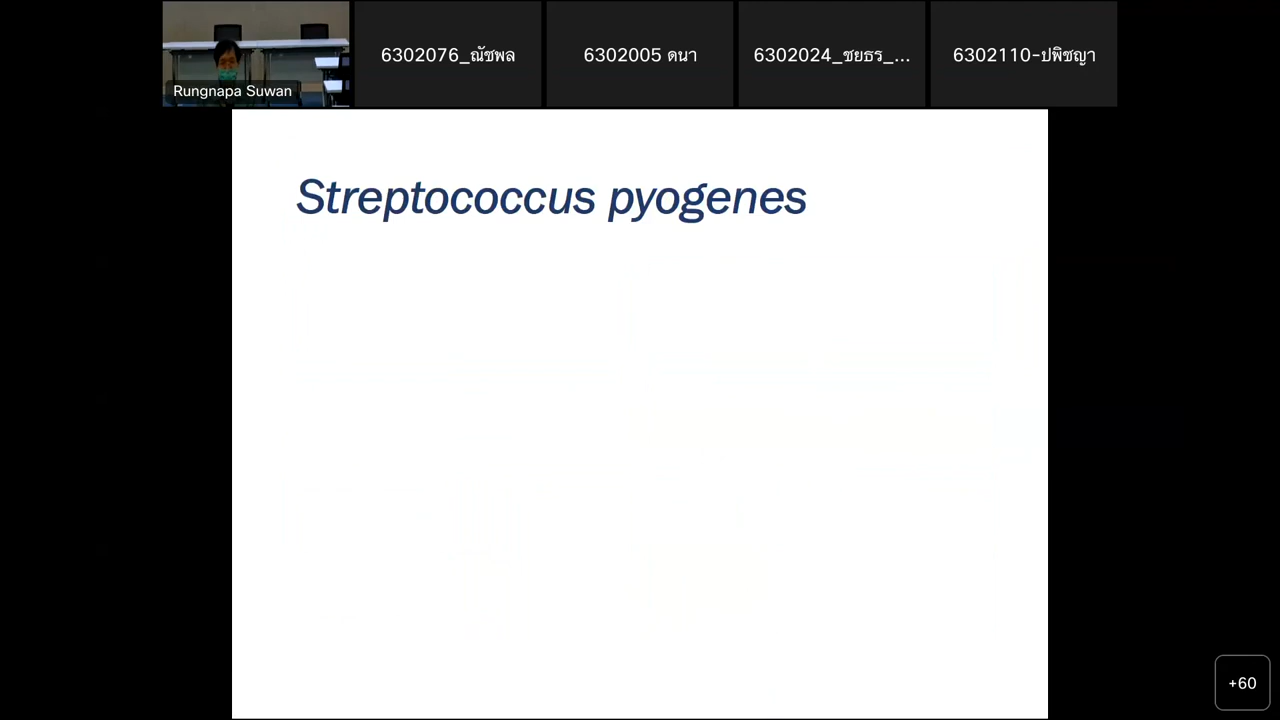 Rungnapa Suwan
6302076_ณัชพล
6302005 ดนา
6302024_ชยธร_...
6302110-ปพิชญา
Streptococcus pyogenes
+60